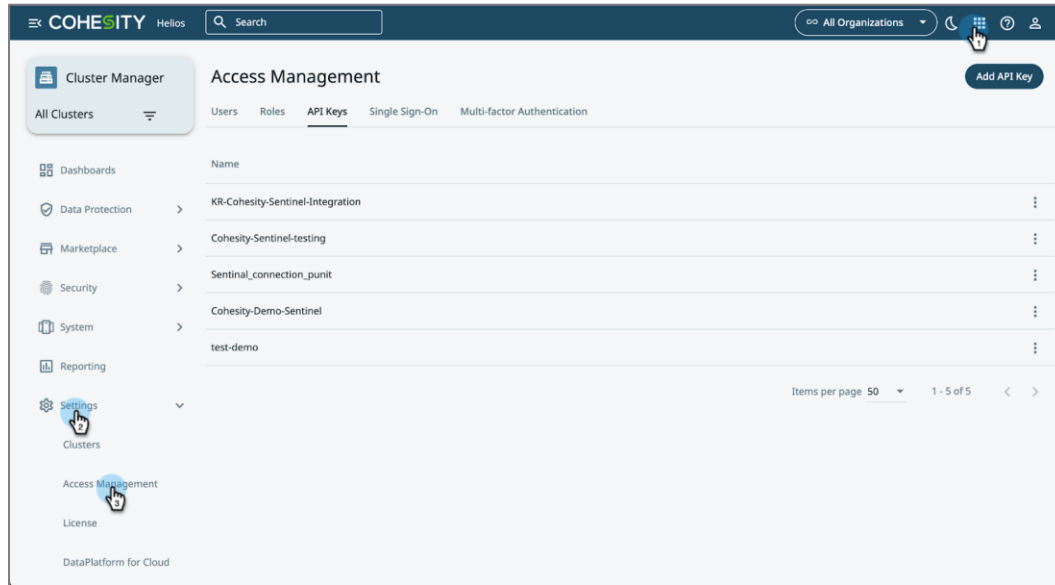 COHESITY Helios
Search
All Organizations
1
Cluster Manager
All Clusters
Access Management
Add API Key
Users Roles API Keys Single Sign-On Multi-factor Authentication
Dashboards
Data Protection
Marketplace
Security
System
Reporting
Settings
2
Clusters
Access Management
3
License
DataPlatform for Cloud
Name
KR-Cohesity-Sentinel-Integration
Cohesity-Sentinel-testing
Sentinal_connection_punit
Cohesity-Demo-Sentinel
test-demo
Items per page 50 1 - 5 of 5